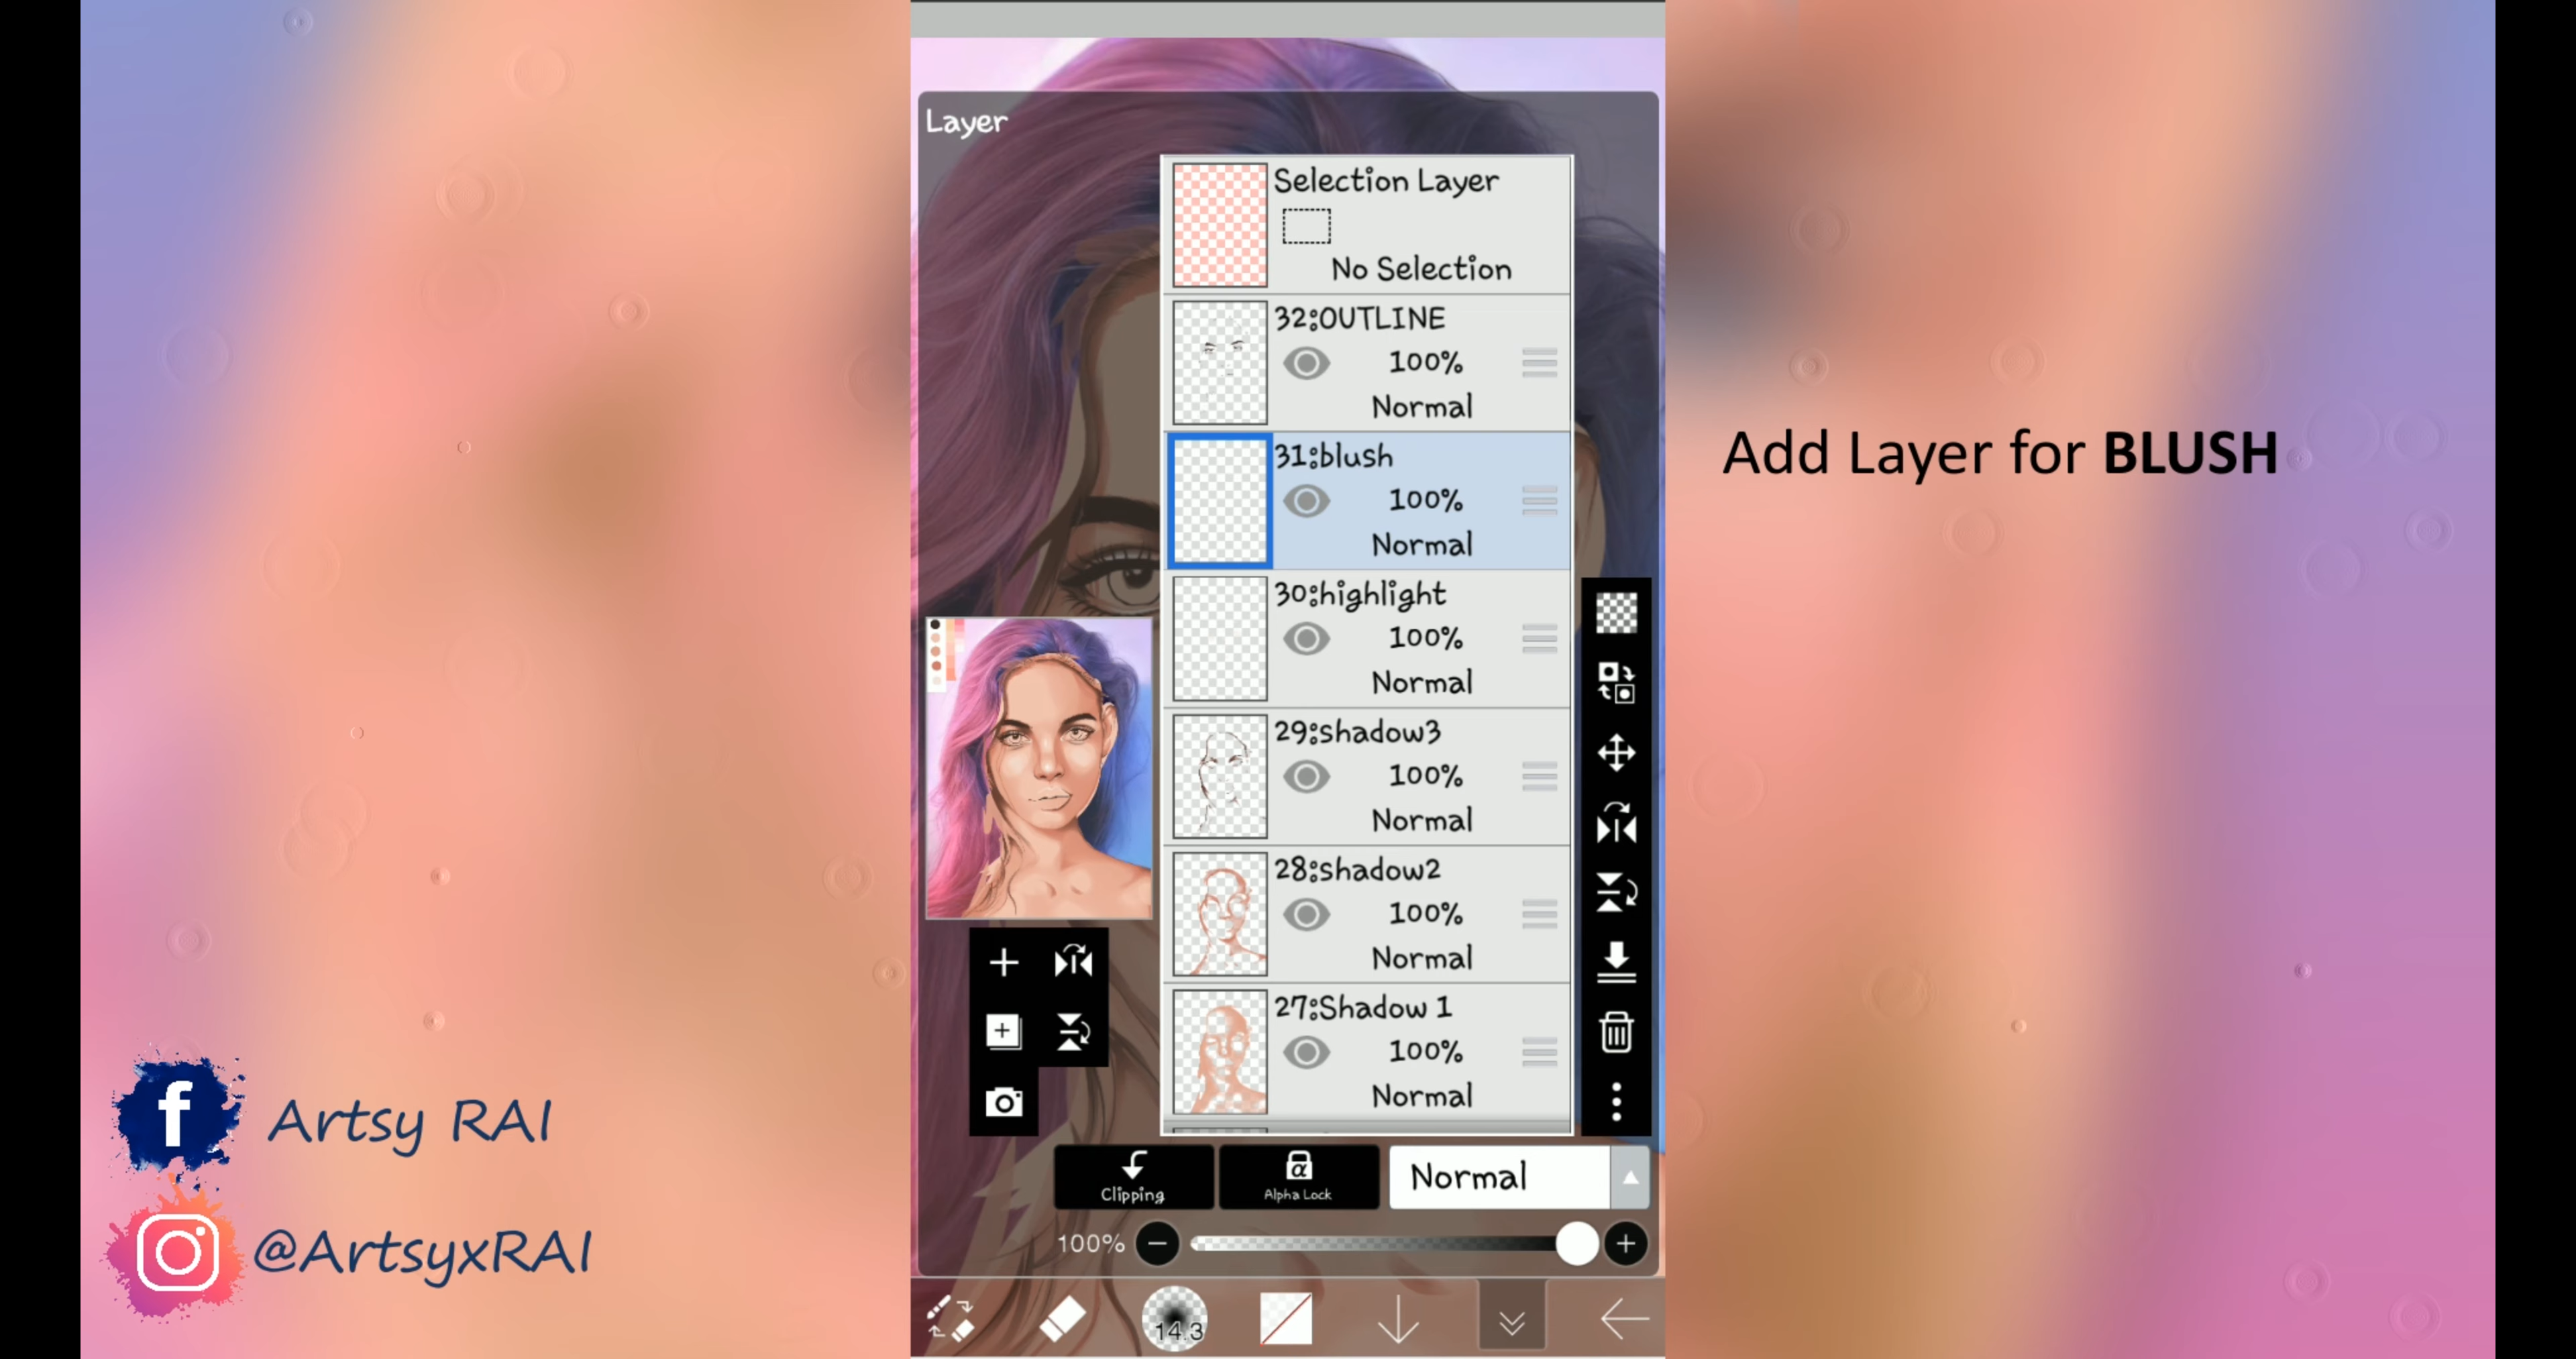 Layer
Selection Layer
No Selection
32:OUTLINE
100%
Normal
31:blush
100%
Normal
30:highlight
100%
Normal
29:shadow3
100%
Normal
28:shadow2
100%
Normal
27:Shadow 1
100%
Normal
Clipping
α
Alpha Lock
Normal
100%
14.3
Add Layer for BLUSH
f
Artsy RAI
@ArtsyxRAI